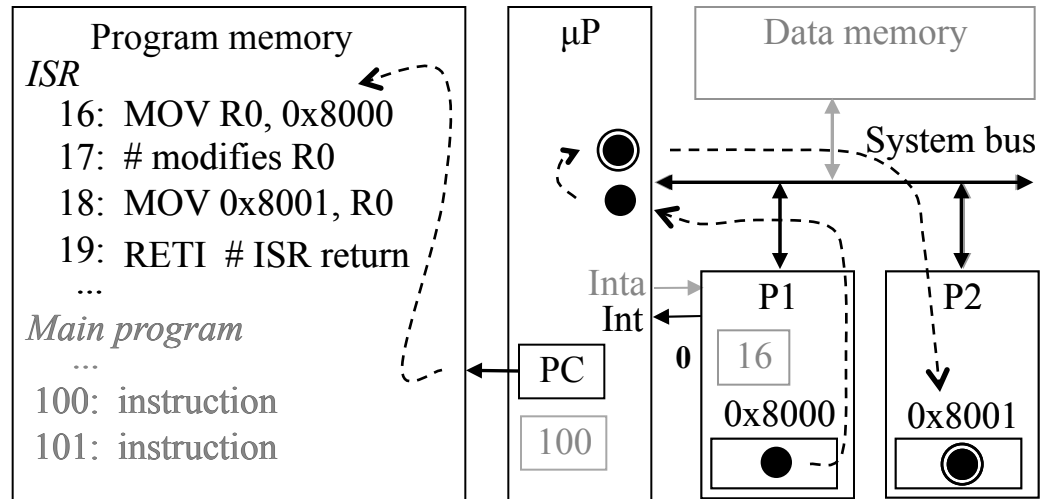 Program memory
ISR
16: MOV R0, 0x8000
17: # modifies R0
18: MOV 0x8001, R0
19: RETI # ISR return
...
Main program
...
100: instruction
101: instruction
μP
PC
100
Data memory
System bus
Inta
Int
0
P1
16
0x8000
P2
0x8001